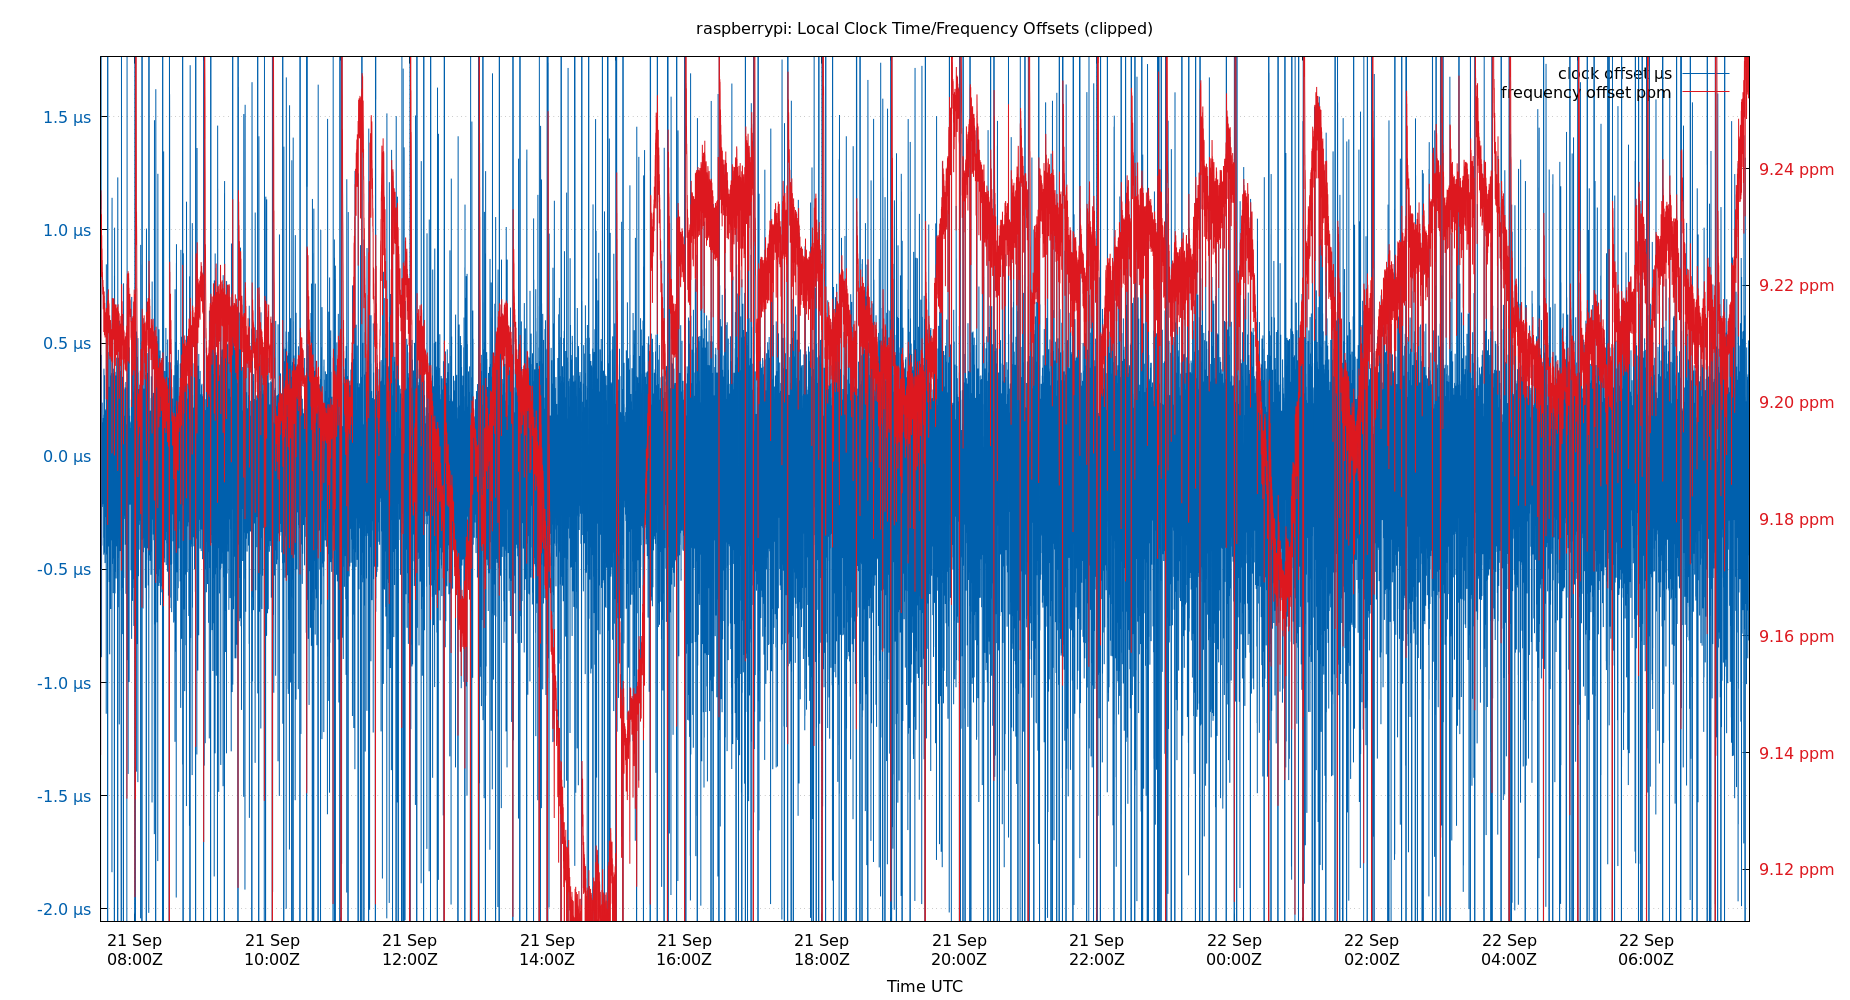 raspberrypi: Local Clock Time/Frequency Offsets (clipped)
clock offset µs
frequency offset ppm
1.5 µs
1.0 µs
0.5 µs
0.0 µs
-0.5 µs
-1.0 µs
-1.5 µs
-2.0 µs
9.24 ppm
9.22 ppm
9.20 ppm
9.18 ppm
9.16 ppm
9.14 ppm
9.12 ppm
21 Sep 21 Sep 21 Sep 21 Sep 21 Sep 21 Sep 21 Sep 21 Sep 22 Sep 22 Sep 22 Sep 22 Sep
08:00Z 10:00Z 12:00Z 14:00Z 16:00Z 18:00Z 20:00Z 22:00Z 00:00Z 02:00Z 04:00Z 06:00Z
Time UTC